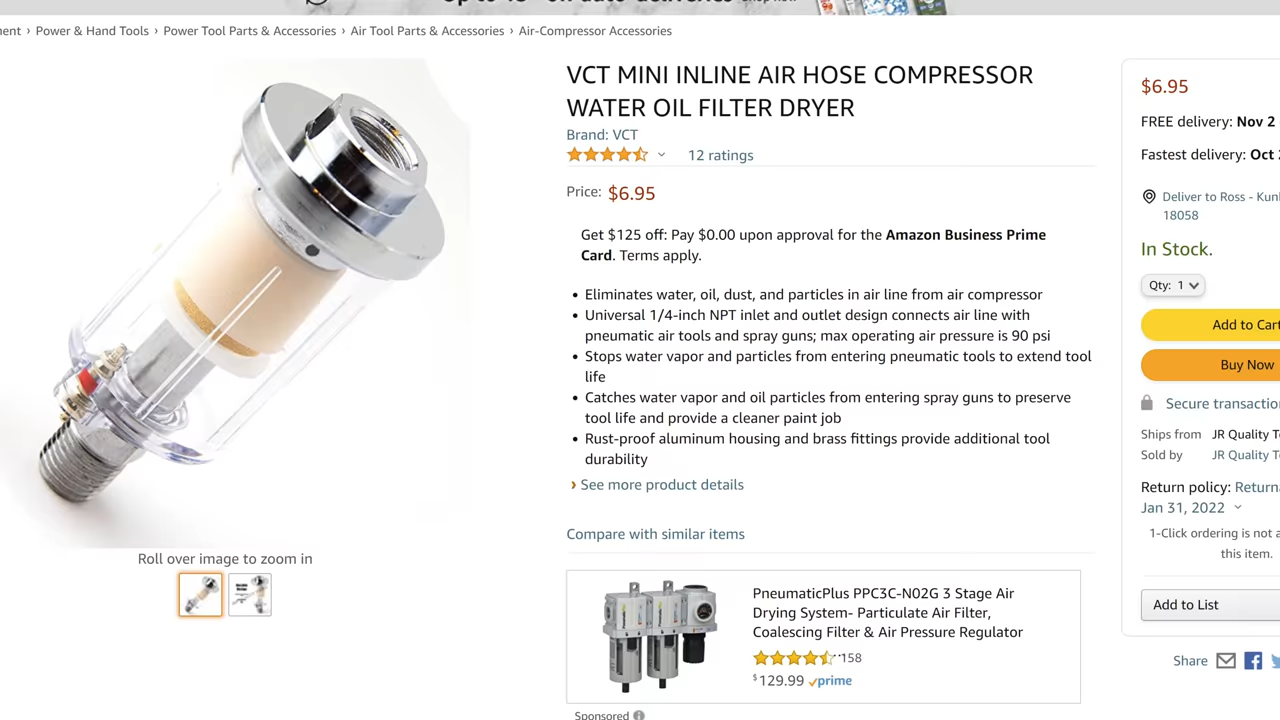 ent › Power & Hand Tools › Power Tool Parts & Accessories › Air Tool Parts & Accessories › Air-Compressor Accessories
VCT MINI INLINE AIR HOSE COMPRESSOR
WATER OIL FILTER DRYER
Brand: VCT
12 ratings
Price: $6.95
Get $125 off: Pay $0.00 upon approval for the Amazon Business Prime
Card. Terms apply.
• Eliminates water, oil, dust, and particles in air line from air compressor
• Universal 1/4-inch NPT inlet and outlet design connects air line with
pneumatic air tools and spray guns; max operating air pressure is 90 psi
• Stops water vapor and particles from entering pneumatic tools to extend tool
life
• Catches water vapor and oil particles from entering spray guns to preserve
tool life and provide a cleaner paint job
• Rust-proof aluminum housing and brass fittings provide additional tool
durability
› See more product details
Compare with similar items
Roll over image to zoom in
PneumaticPlus PPC3C-N02G 3 Stage Air
Drying System- Particulate Air Filter,
Coalescing Filter & Air Pressure Regulator
158
$129.99 prime
Sponsored
$6.95
FREE delivery: Nov 2
Fastest delivery: Oct
Deliver to Ross - Kun
18058
In Stock.
Qty: 1
Add to Cart
Buy Now
Secure transaction
Ships from JR Quality T
Sold by JR Quality T
Return policy: Return
Jan 31, 2022
1-Click ordering is not a
this item.
Add to List
Share